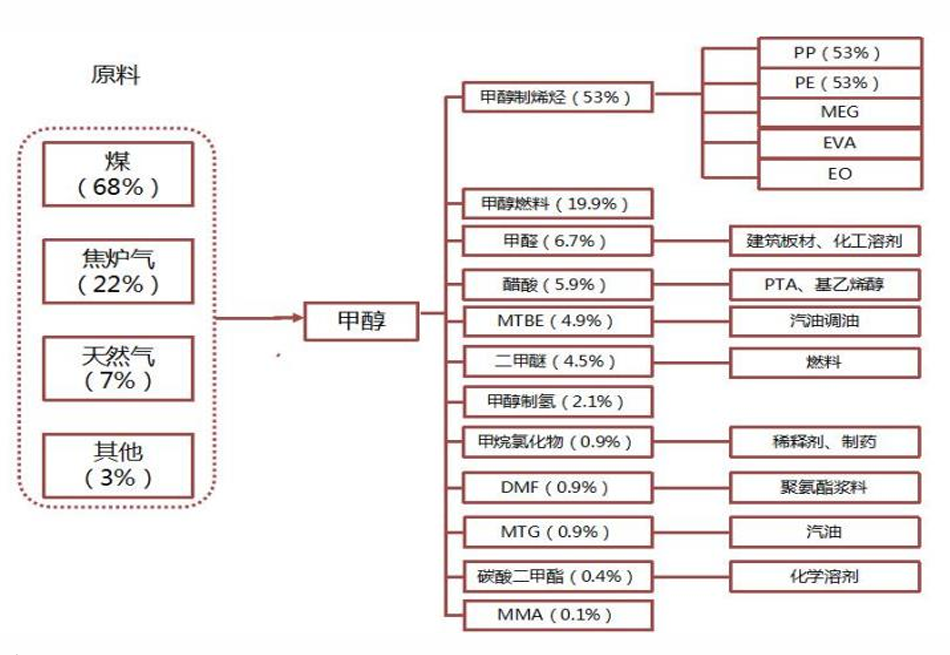 原料
煤
(68%)
焦炉气
(22%)
天然气
(7%)
其他
(3%)
甲醇
甲醇制烯烃(53%)
PP(53%)
PE(53%)
MEG
EVA
EO
甲醇燃料(19.9%)
甲醛(6.7%)
建筑板材、化工溶剂
醋酸(5.9%)
PTA、基乙烯醇
MTBE(4.9%)
汽油调油
二甲醚(4.5%)
燃料
甲醇制氢(2.1%)
甲烷氯化物(0.9%)
稀释剂、制药
DMF(0.9%)
聚氨酯浆料
MTG(0.9%)
汽油
碳酸二甲酯(0.4%)
化学溶剂
MMA(0.1%)